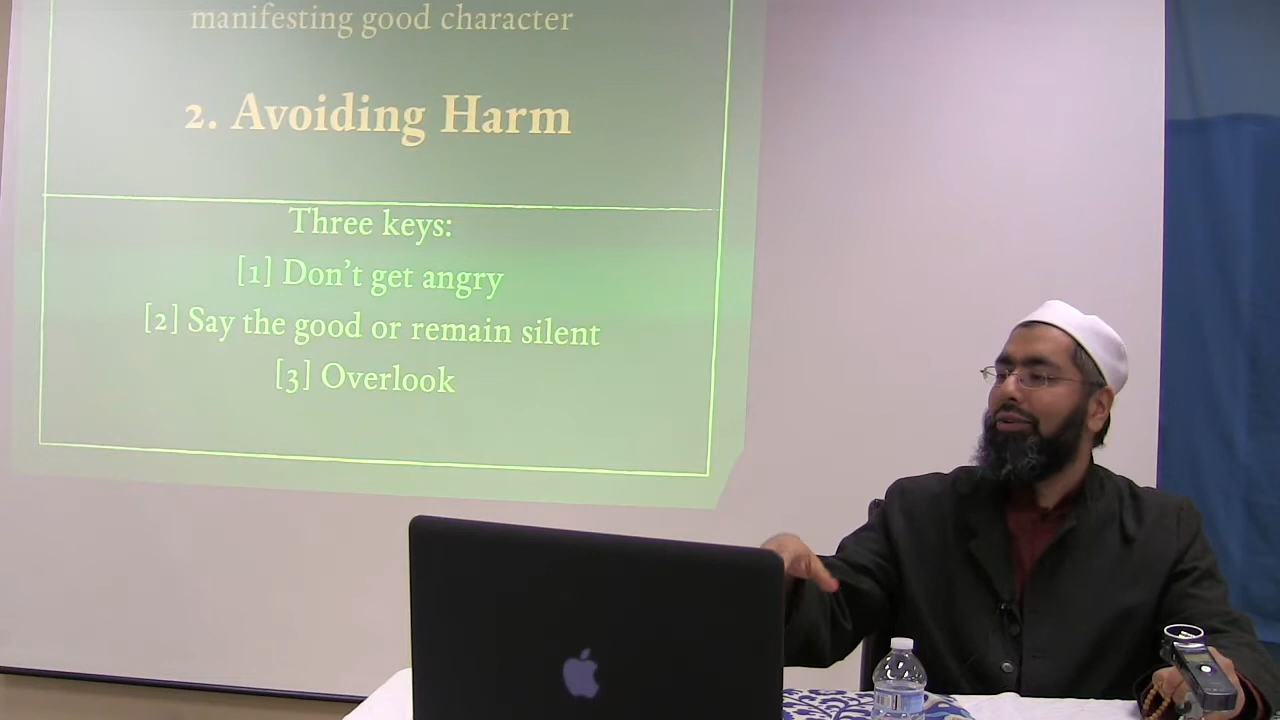 manifesting good character
2. Avoiding Harm
Three keys:
[1] Don't get angry
[2] Say the good or remain silent
[3] Overlook